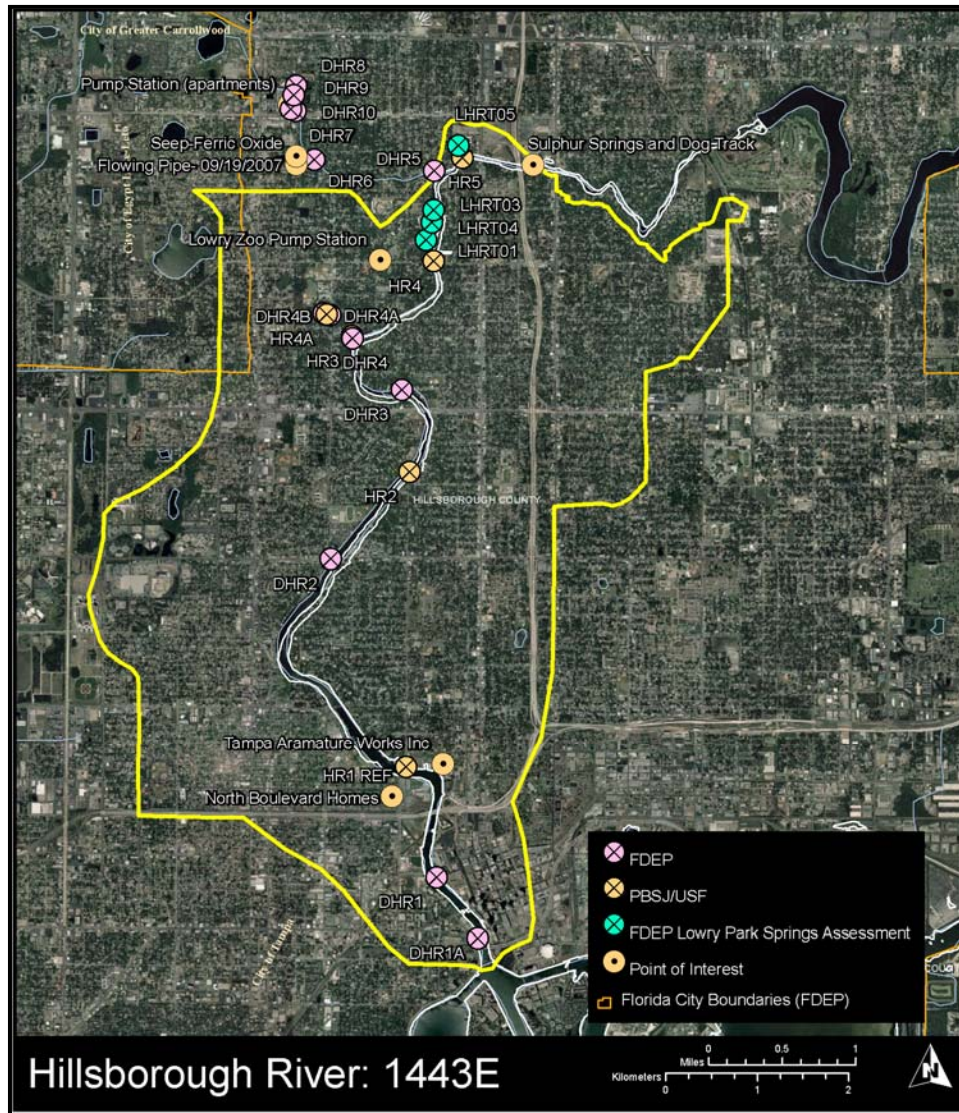 City of Greater Carrollwood
DHR8
Pump Station (apartments)
DHR9
DHR10
LHRT05
DHR7
Seep-Ferric Oxide
Sulphur Springs and Dog Track
Flowing Pipe- 09/19/2007
DHR5
HR5
DHR6
LHRT03
LHRT04
Lowry Zoo Pump Station
LHRT01
HR4
DHR4B
DHR4A
HR4A
HR3
DHR4
DHR3
HR2
HILLSBOROUGH COUNTY
DHR2
Tampa Aramature Works Inc
HR1 REF
North Boulevard Homes
DHR1
DHR1A
City of Tampa
FDEP
PBSJ/USF
FDEP Lowry Park Springs Assessment
Point of Interest
Florida City Boundaries (FDEP)
Hillsborough River: 1443E
0 0.5 1
Miles
Kilometers
0 1 2
N